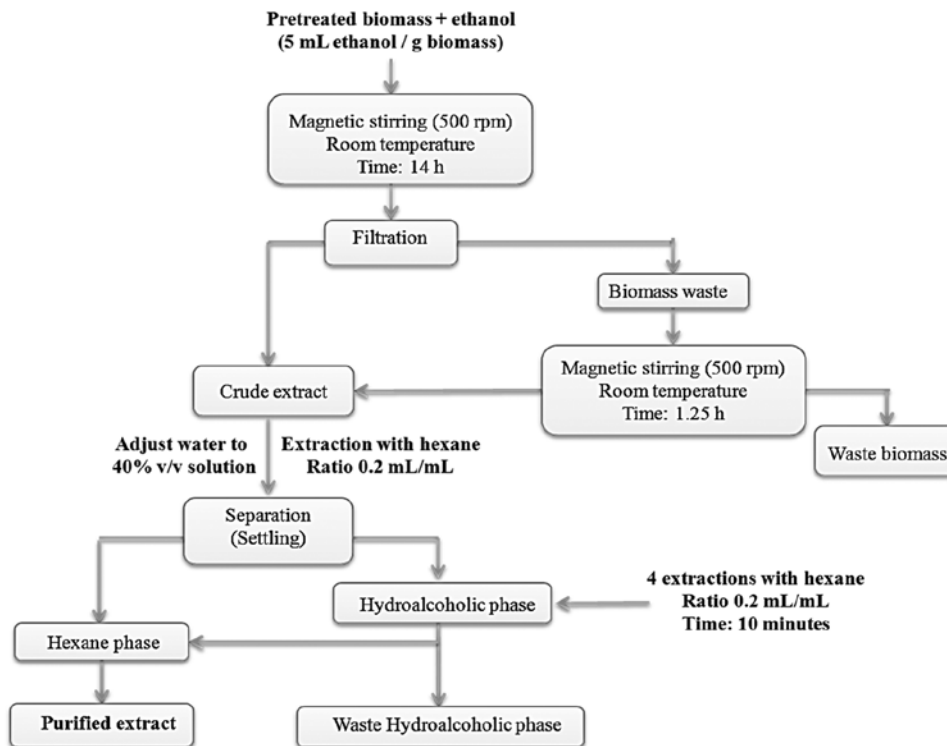 Pretreated biomass + ethanol
(5 mL ethanol / g biomass)
Magnetic stirring (500 rpm)
Room temperature
Time: 14 h
Filtration
Biomass waste
Magnetic stirring (500 rpm)
Room temperature
Time: 1.25 h
Crude extract
Waste biomass
Adjust water to
40% v/v solution
Extraction with hexane
Ratio 0.2 mL/mL
Separation
(Settling)
4 extractions with hexane
Ratio 0.2 mL/mL
Time: 10 minutes
Hydroalcoholic phase
Hexane phase
Purified extract
Waste Hydroalcoholic phase